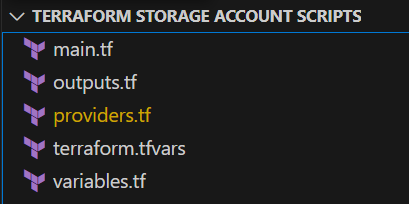 TERRAFORM STORAGE ACCOUNT SCRIPTS
main.tf
outputs.tf
providers.tf
terraform.tfvars
variables.tf